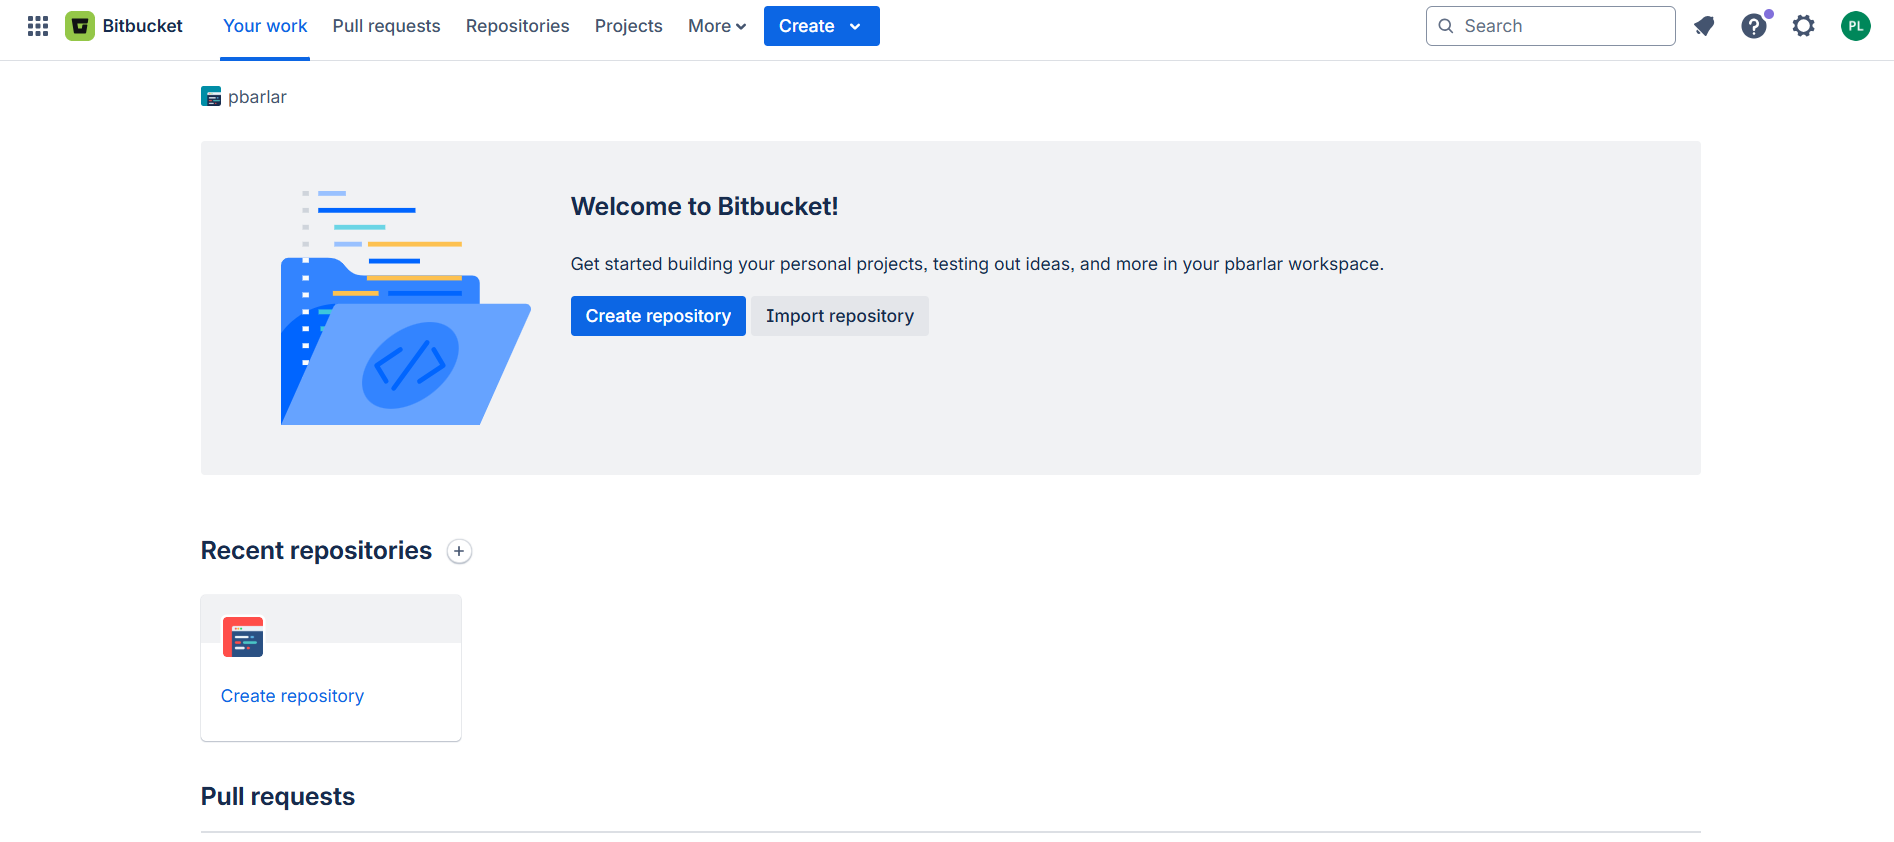 Bitbucket
Your work
Pull requests
Repositories
Projects
More
Create
Search
PL
pbarlar
Welcome to Bitbucket!
Get started building your personal projects, testing out ideas, and more in your pbarlar workspace.
Create repository
Import repository
Recent repositories
Create repository
Pull requests